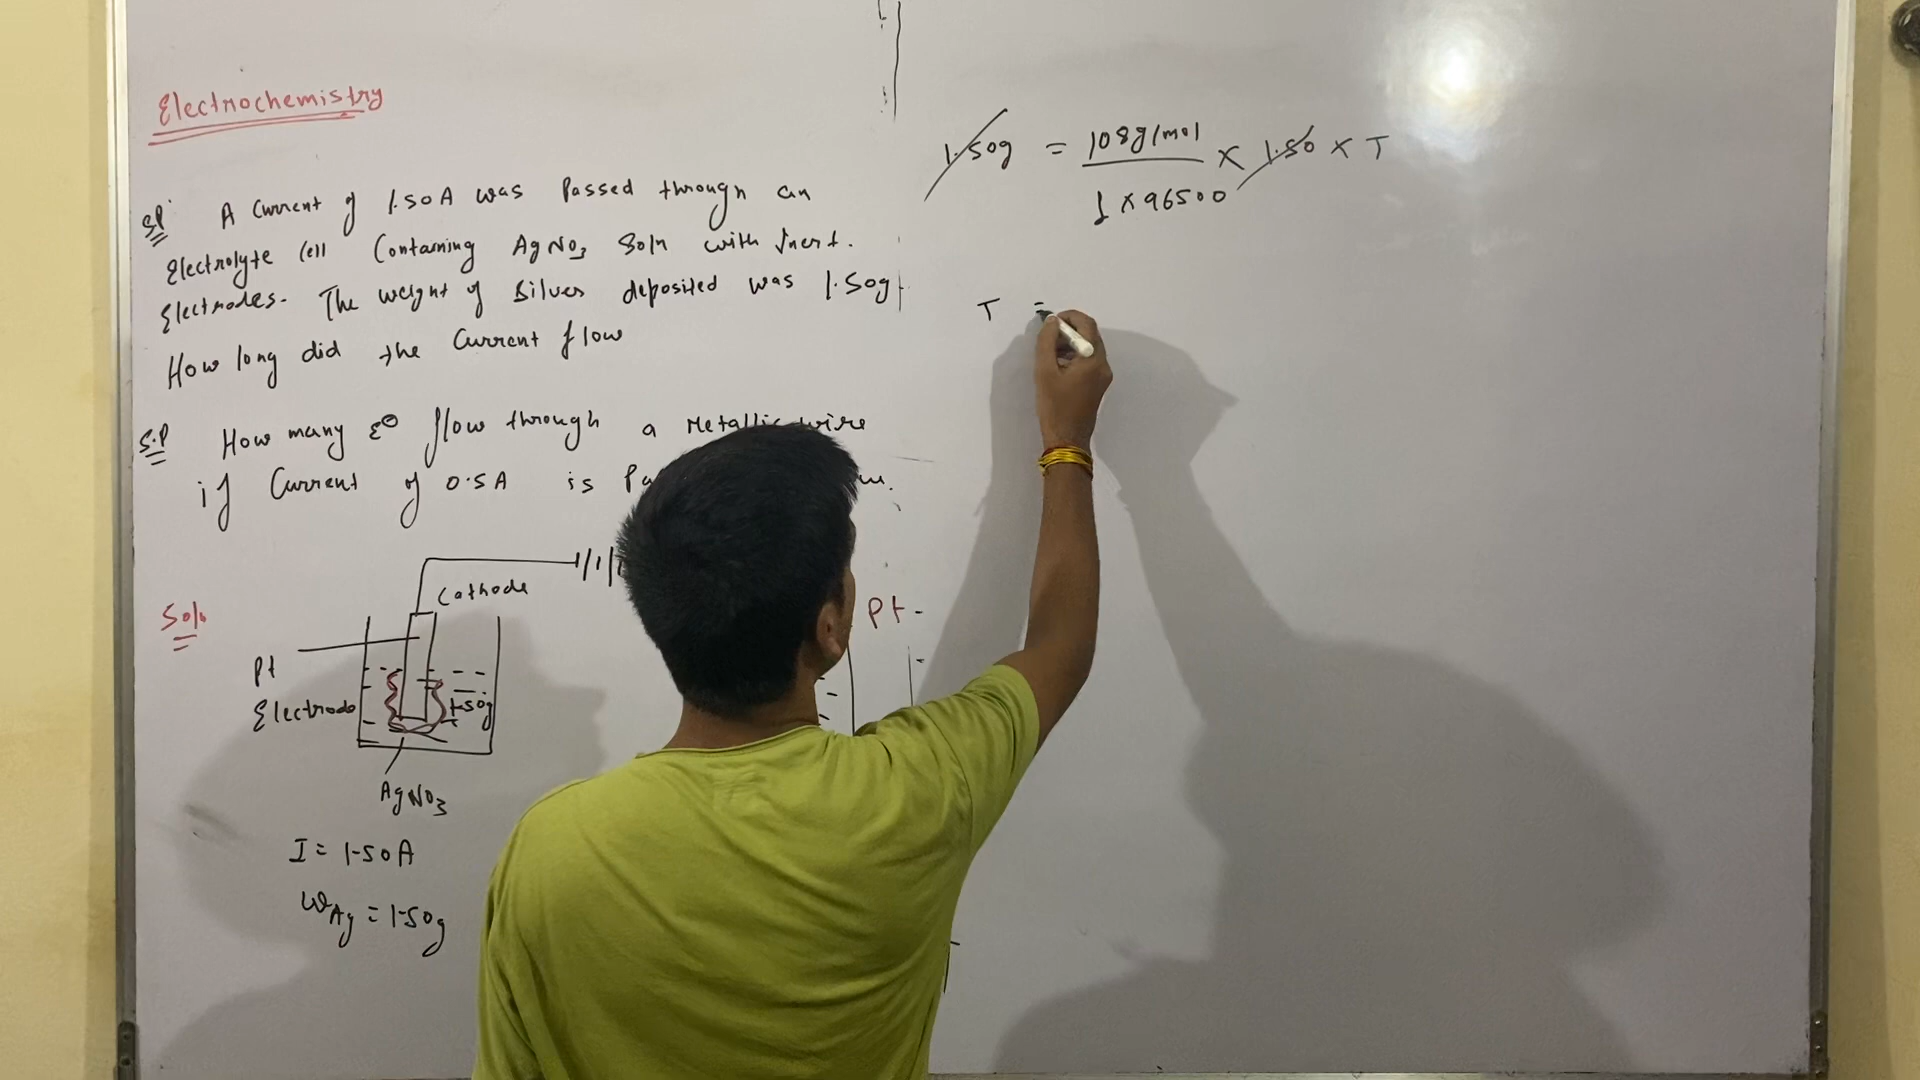 Electrochemistry
S.P A Current of 1.50A was Passed through an
Electrolyte Cell Containing AgNO3 Soln with Inert.
Electrodes. The weight of Silver deposited was 1.50g
How long did the Current flow
S.P How many e⊖ flow through a Metallic wire
if Current of 0.5A is
Soln
Cathode
Pt
Electrode
1.50g
AgNO3
I = 1.50A
WAg = 1.50g
Pt
1.50g = 108g/mol × 1.50 × T
1 × 96500
T =